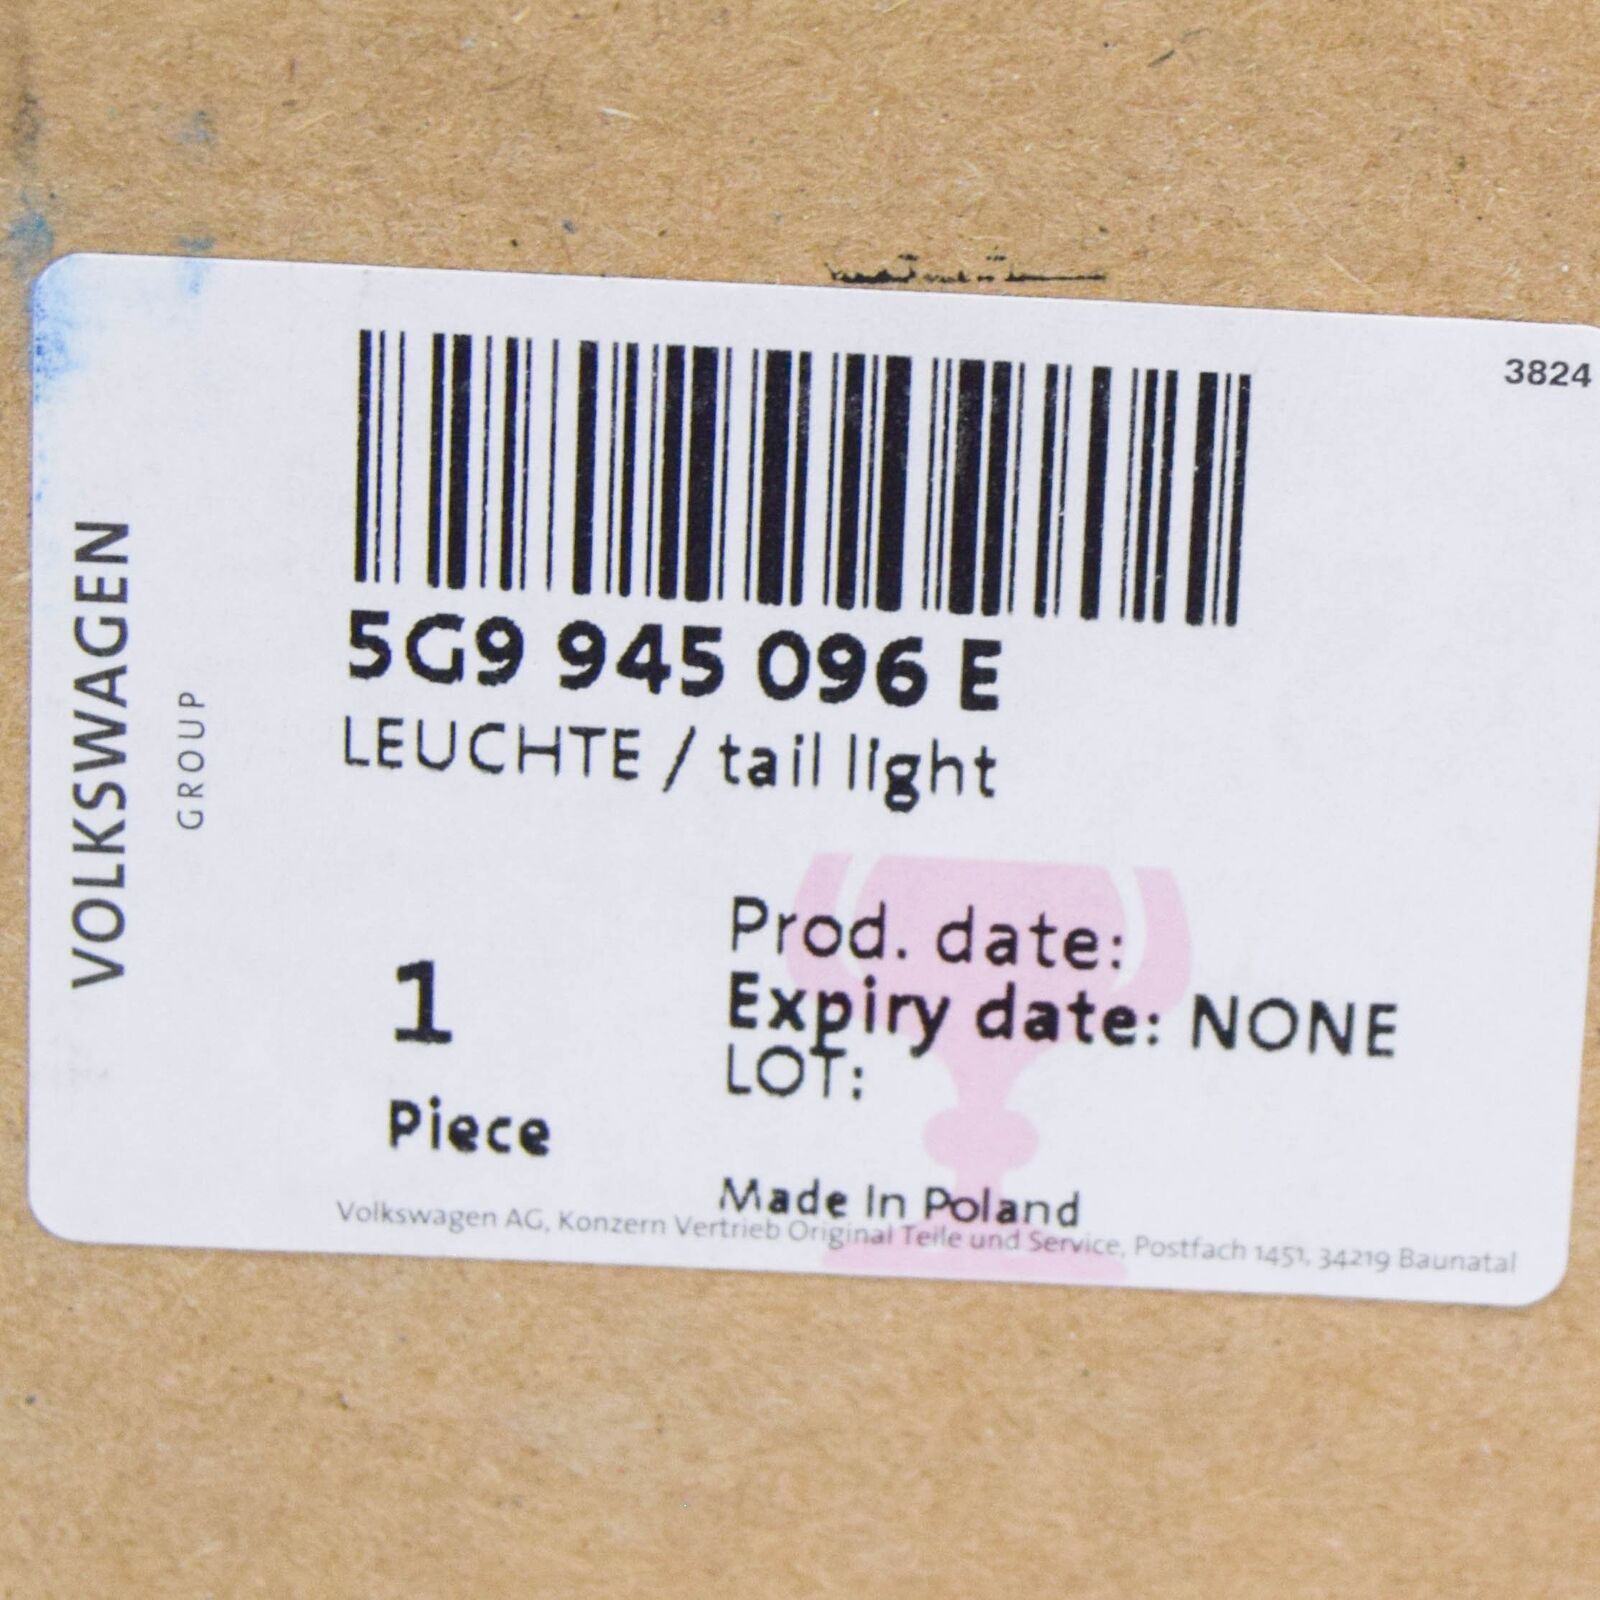 3824
VOLKSWAGEN
GROUP
5G9 945 096 E
LEUCHTE / tail light
1
Piece
Prod. date:
Expiry date: NONE
LOT:
Made In Poland
Volkswagen AG, Konzern Vertrieb Original Teile und Service, Postfach 1451, 34219 Baunatal